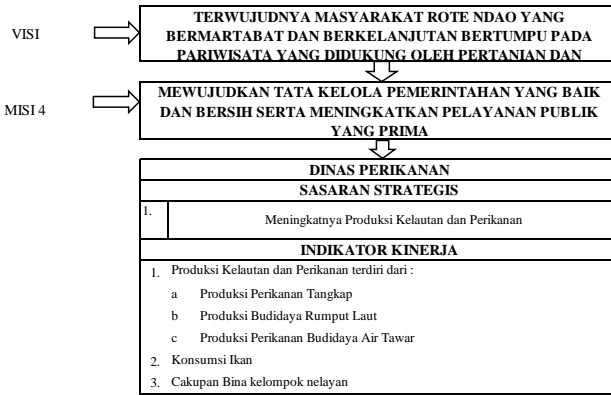 VISI
TERWUJUDNYA MASYARAKAT ROTE NDAO YANG
BERMARTABAT DAN BERKELANJUTAN BERTUMPU PADA
PARIWISATA YANG DIDUKUNG OLEH PERTANIAN DAN
MISI 4
MEWUJUDKAN TATA KELOLA PEMERINTAHAN YANG BAIK
DAN BERSIH SERTA MENINGKATKAN PELAYANAN PUBLIK
YANG PRIMA
DINAS PERIKANAN
SASARAN STRATEGIS
1. Meningkatnya Produksi Kelautan dan Perikanan
INDIKATOR KINERJA
1. Produksi Kelautan dan Perikanan terdiri dari :
a Produksi Perikanan Tangkap
b Produksi Budidaya Rumput Laut
c Produksi Perikanan Budidaya Air Tawar
2. Konsumsi Ikan
3. Cakupan Bina kelompok nelayan